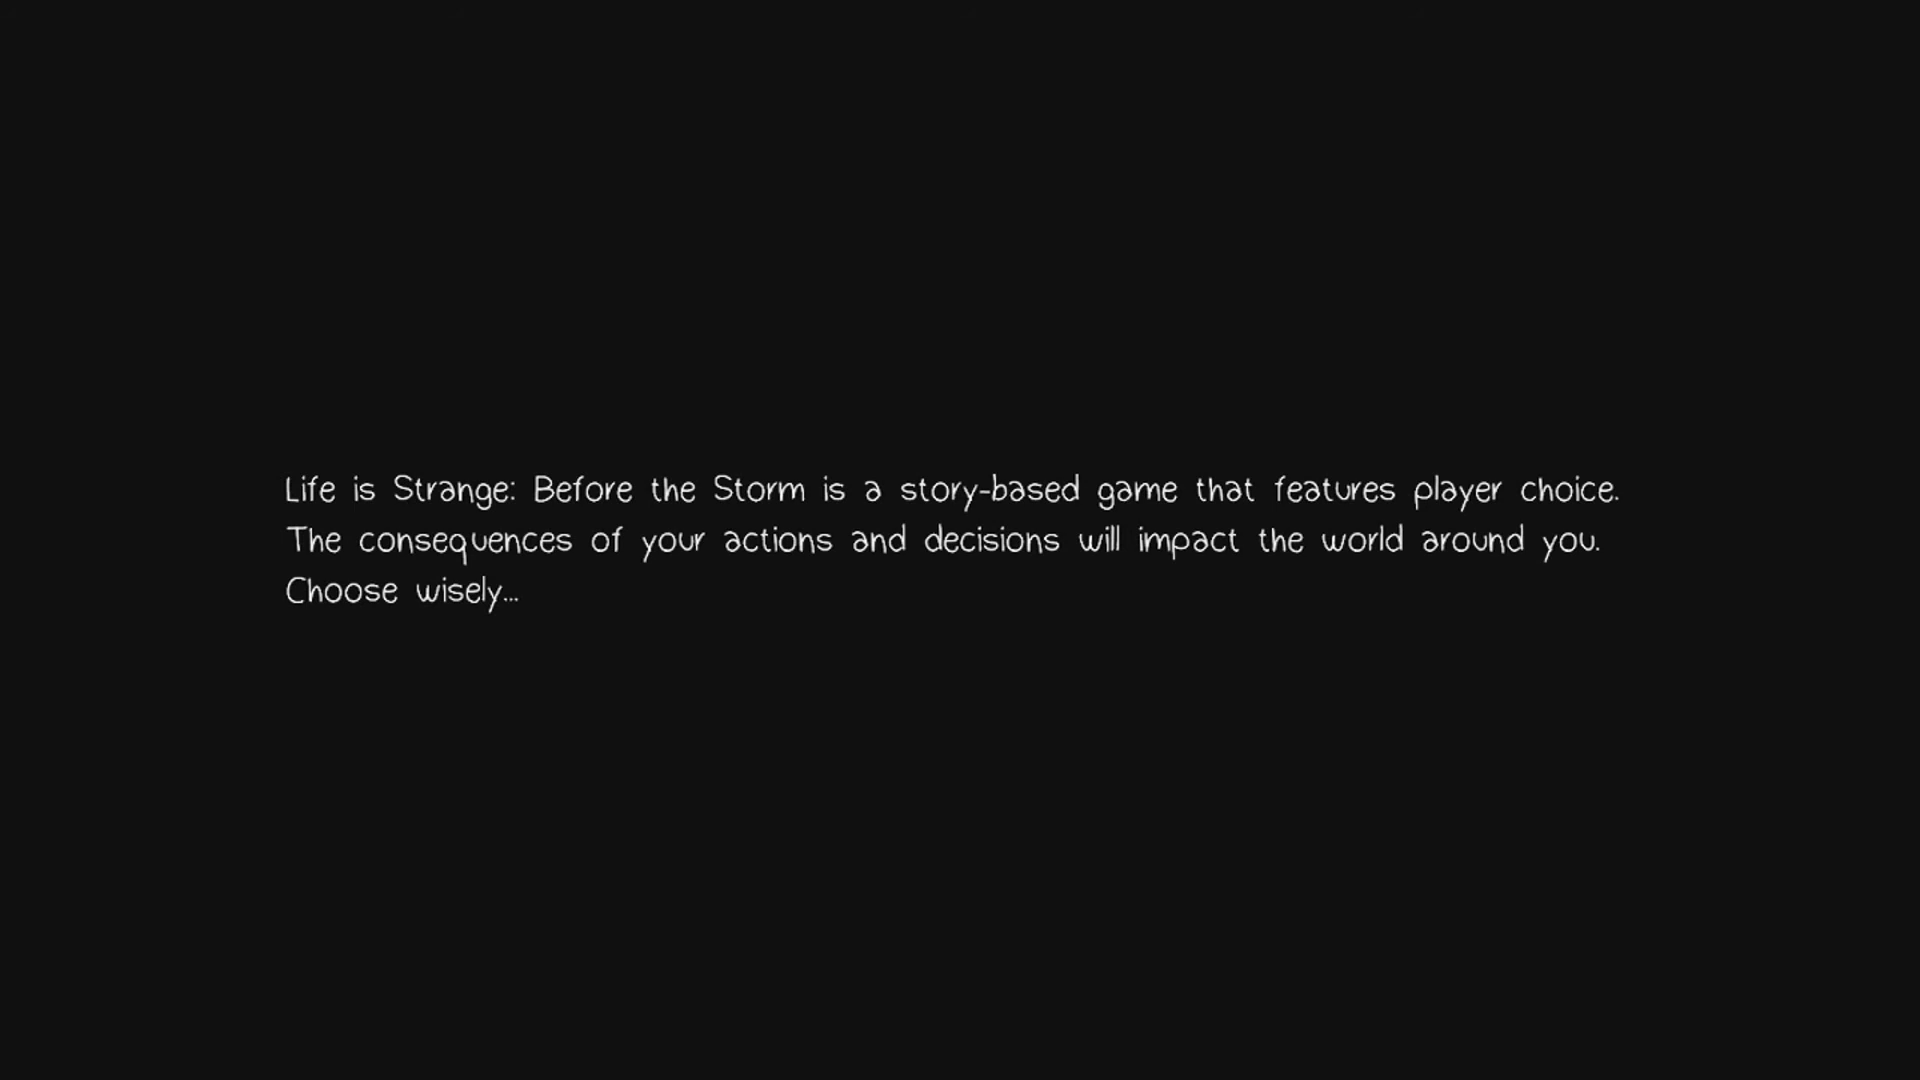 Life is Strange: Before the Storm is a story-based game that features player choice.
The consequences of your actions and decisions will impact the world around you.
Choose wisely...